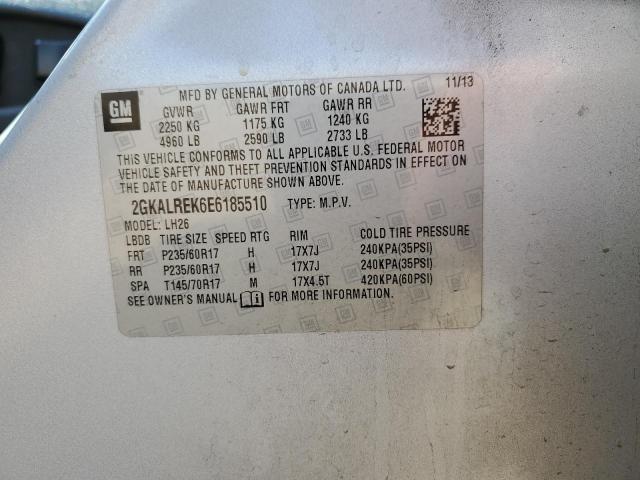 GM
MFD BY GENERAL MOTORS OF CANADA LTD. 11/13
GVWR GAWR FRT GAWR RR
2250 KG 1175 KG 1240 KG
4960 LB 2590 LB 2733 LB
THIS VEHICLE CONFORMS TO ALL APPLICABLE U.S. FEDERAL MOTOR
VEHICLE SAFETY AND THEFT PREVENTION STANDARDS IN EFFECT ON
THE DATE OF MANUFACTURE SHOWN ABOVE.
2GKALREK6E6185510 TYPE: M.P.V.
MODEL: LH26
LBDB TIRE SIZE SPEED RTG RIM COLD TIRE PRESSURE
FRT P235/60R17 H 17X7J 240KPA(35PSI)
RR P235/60R17 H 17X7J 240KPA(35PSI)
SPA T145/70R17 M 17X4.5T 420KPA(60PSI)
SEE OWNER'S MANUAL FOR MORE INFORMATION.